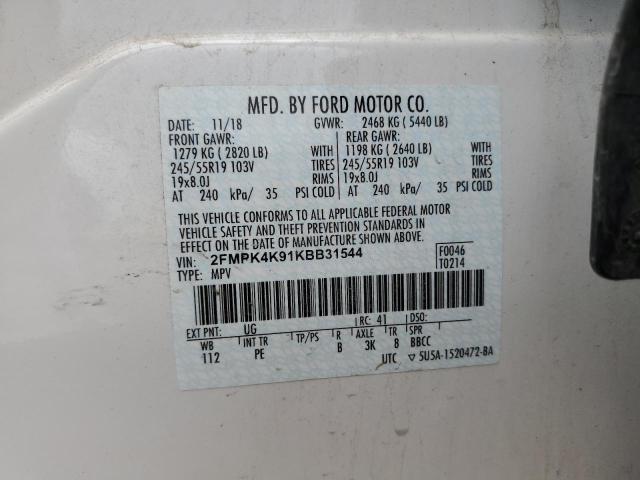 MFD. BY FORD MOTOR CO.
DATE: 11/18 GVWR: 2468 KG ( 5440 LB)
FRONT GAWR: REAR GAWR:
1279 KG ( 2820 LB) WITH 1198 KG ( 2640 LB) WITH
245/55R19 103V TIRES 245/55R19 103V TIRES
19x8.0J RIMS 19x8.0J RIMS
AT 240 kPa/ 35 PSI COLD AT 240 kPa/ 35 PSI COLD
THIS VEHICLE CONFORMS TO ALL APPLICABLE FEDERAL MOTOR
VEHICLE SAFETY AND THEFT PREVENTION STANDARDS IN
EFFECT ON THE DATE OF MANUFACTURE SHOWN ABOVE.
VIN: 2FMPK4K91KBB31544 F0046
TYPE: MPV T0214
EXT PNT: UG RC: 41 DSO:
WB INT TR TP/PS R AXLE TR SPR
112 PE B 3K 8 BBCC
UTC ▽ 5U5A-1520472-BA